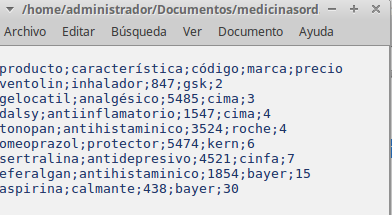 /home/administrador/Documentos/medicinasord
Archivo Editar Búsqueda Ver Documento Ayuda
producto;característica;código;marca;precio
ventolin;inhalador;847;gsk;2
gelocatil;analgésico;5485;cima;3
dalsy;antiinflamatorio;1547;cima;4
tonopan;antihistaminico;3524;roche;4
omeoprazol;protector;5474;kern;6
sertralina;antidepresivo;4521;cinfa;7
eferalgan;antihistaminico;1854;bayer;15
aspirina;calmante;438;bayer;30